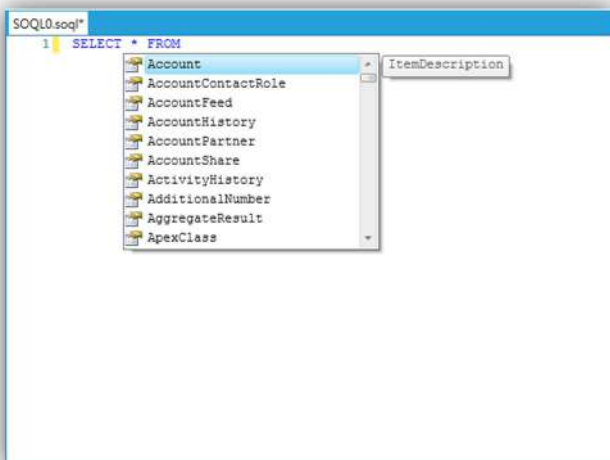 SOQL0.soql*
1 SELECT * FROM
Account ItemDescription
AccountContactRole
AccountFeed
AccountHistory
AccountPartner
AccountShare
ActivityHistory
AdditionalNumber
AggregateResult
ApexClass